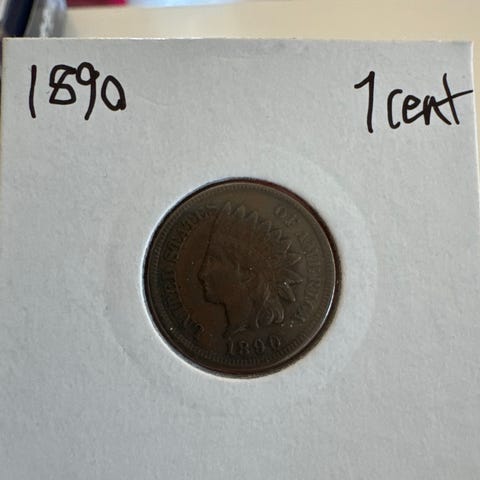 1890 1 cent
UNITED STATES OF AMERICA
1890